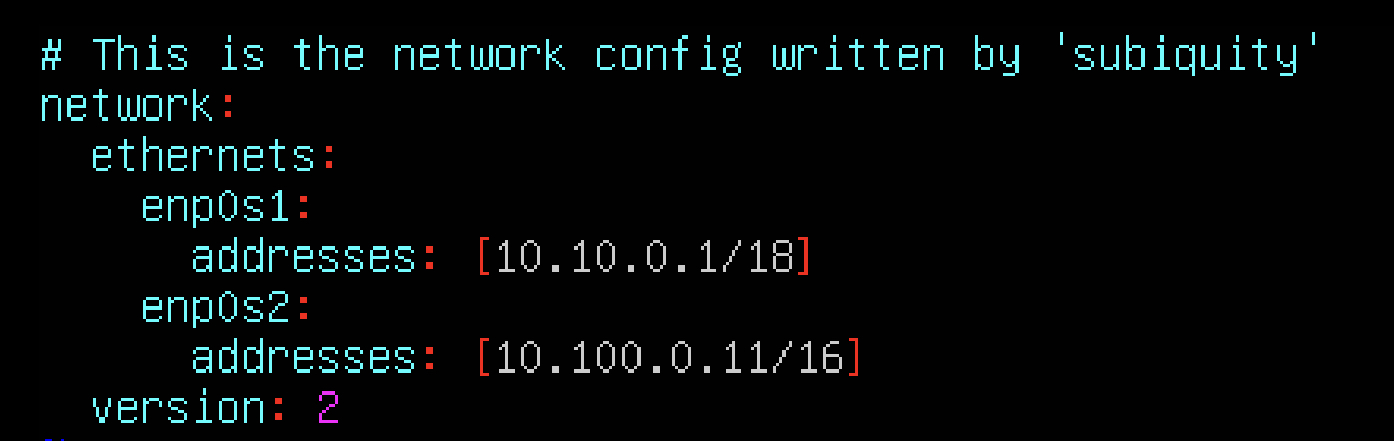 # This is the network config written by 'subiquity'
network:
  ethernets:
    enp0s1:
      addresses: [10.10.0.1/18]
    enp0s2:
      addresses: [10.100.0.11/16]
  version: 2